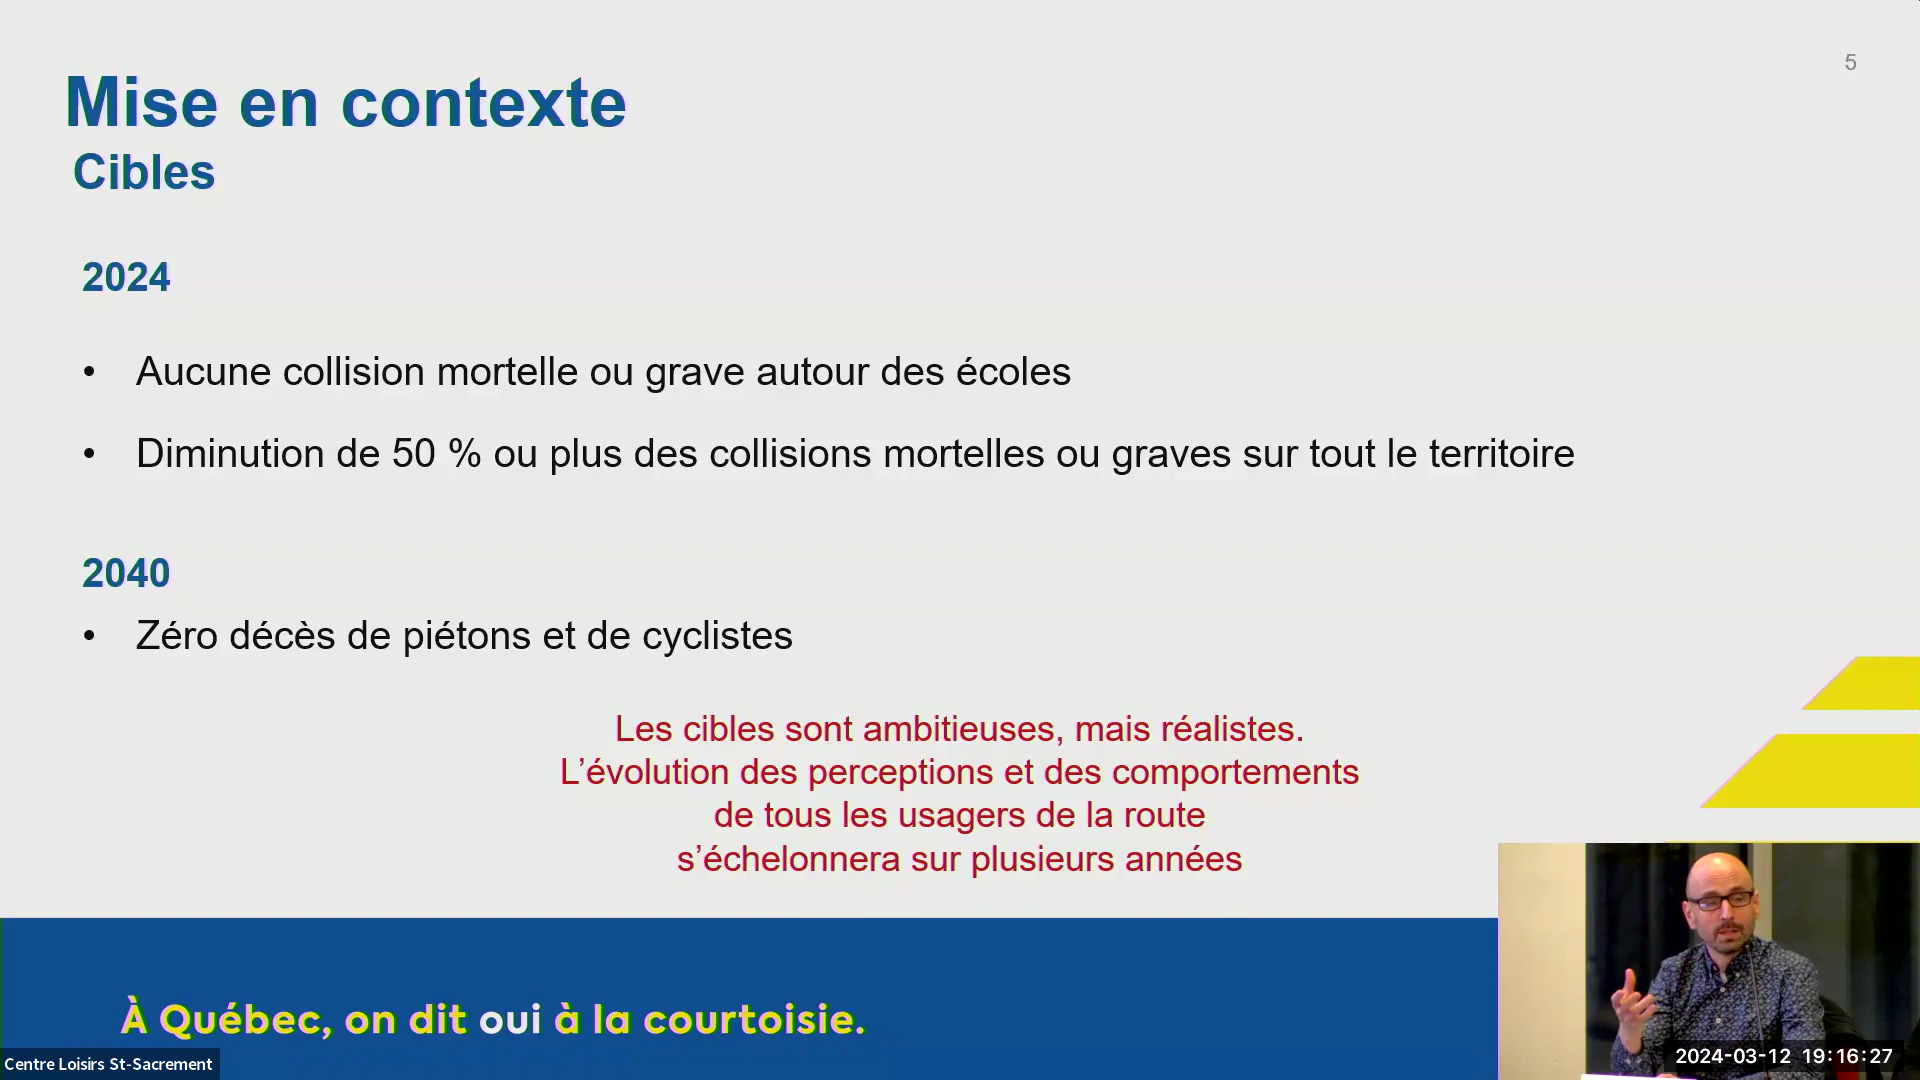 5
Mise en contexte
Cibles
2024
• Aucune collision mortelle ou grave autour des écoles
• Diminution de 50 % ou plus des collisions mortelles ou graves sur tout le territoire
2040
• Zéro décès de piétons et de cyclistes
Les cibles sont ambitieuses, mais réalistes.
L’évolution des perceptions et des comportements
de tous les usagers de la route
s’échelonnera sur plusieurs années
À Québec, on dit oui à la courtoisie.
Centre Loisirs St-Sacrement
2024-03-12 19:16:27